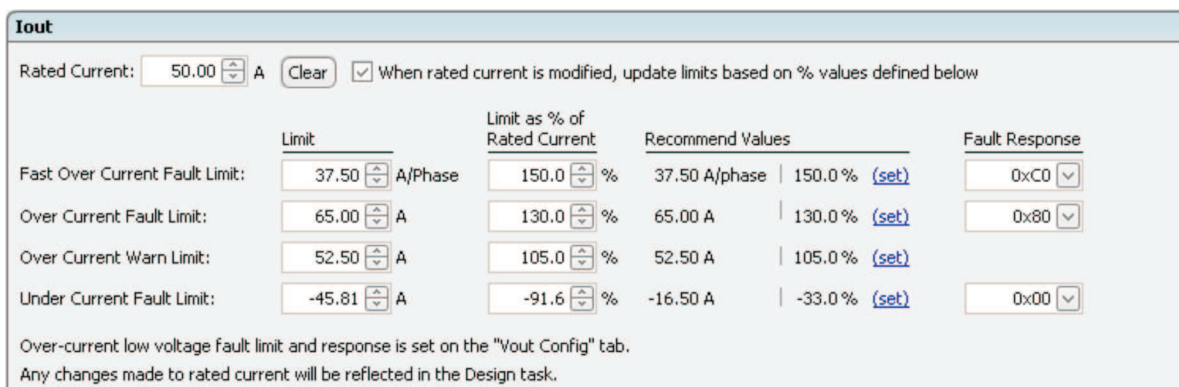 Iout
Rated Current: 50.00 A Clear When rated current is modified, update limits based on % values defined below
Limit as % of
Limit Rated Current Recommend Values Fault Response
Fast Over Current Fault Limit: 37.50 A/Phase 150.0 % 37.50 A/phase | 150.0 % (set) 0xC0
Over Current Fault Limit: 65.00 A 130.0 % 65.00 A | 130.0 % (set) 0x80
Over Current Warn Limit: 52.50 A 105.0 % 52.50 A | 105.0 % (set)
Under Current Fault Limit: -45.81 A -91.6 % -16.50 A | -33.0 % (set) 0x00
Over-current low voltage fault limit and response is set on the "Vout Config" tab.
Any changes made to rated current will be reflected in the Design task.